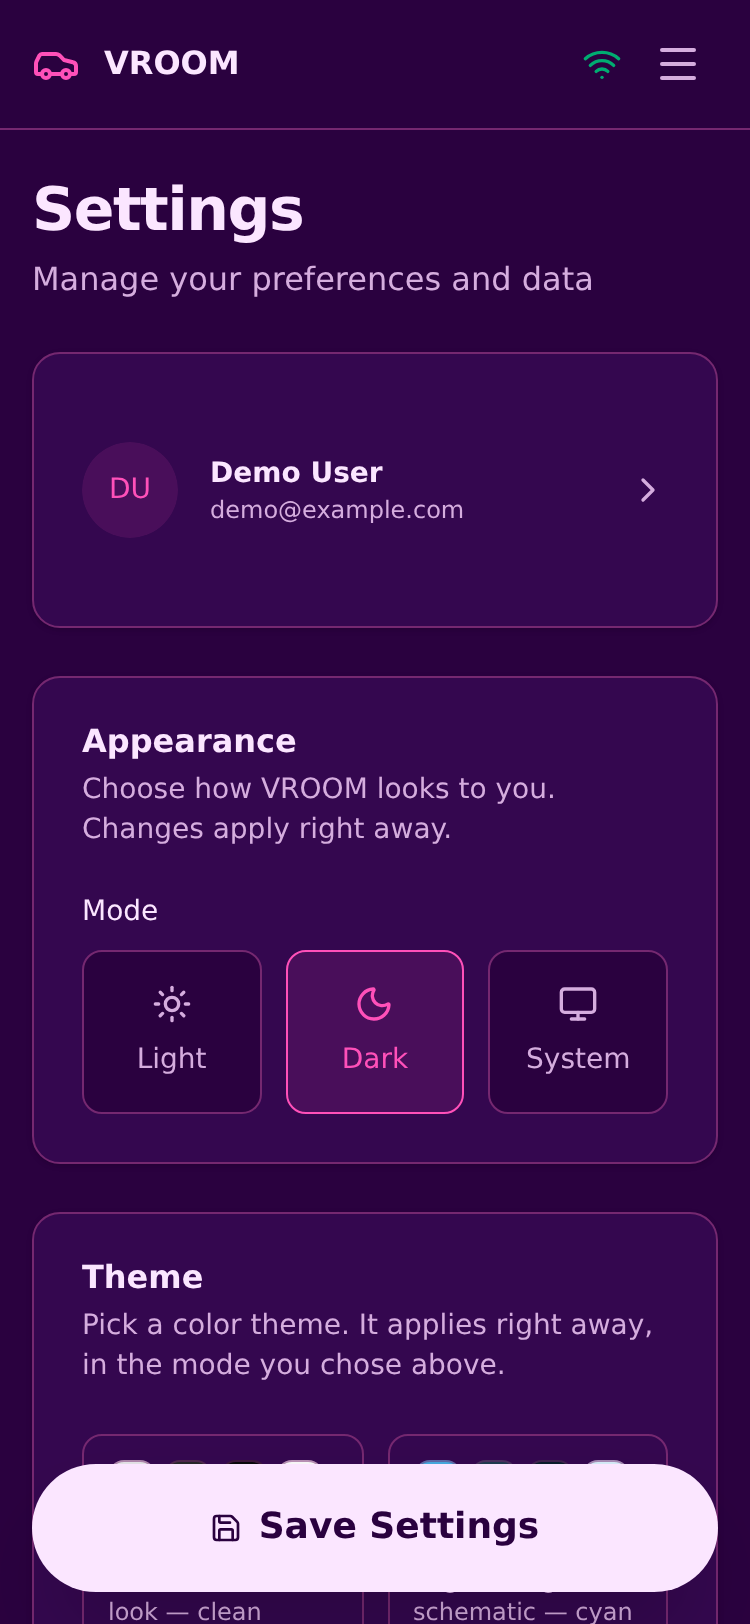 VROOM
Settings
Manage your preferences and data
DU
Demo User
demo@example.com
Appearance
Choose how VROOM looks to you.
Changes apply right away.
Mode
Light
Dark
System
Theme
Pick a color theme. It applies right away,
in the mode you chose above.
Save Settings
look — clean
schematic — cyan